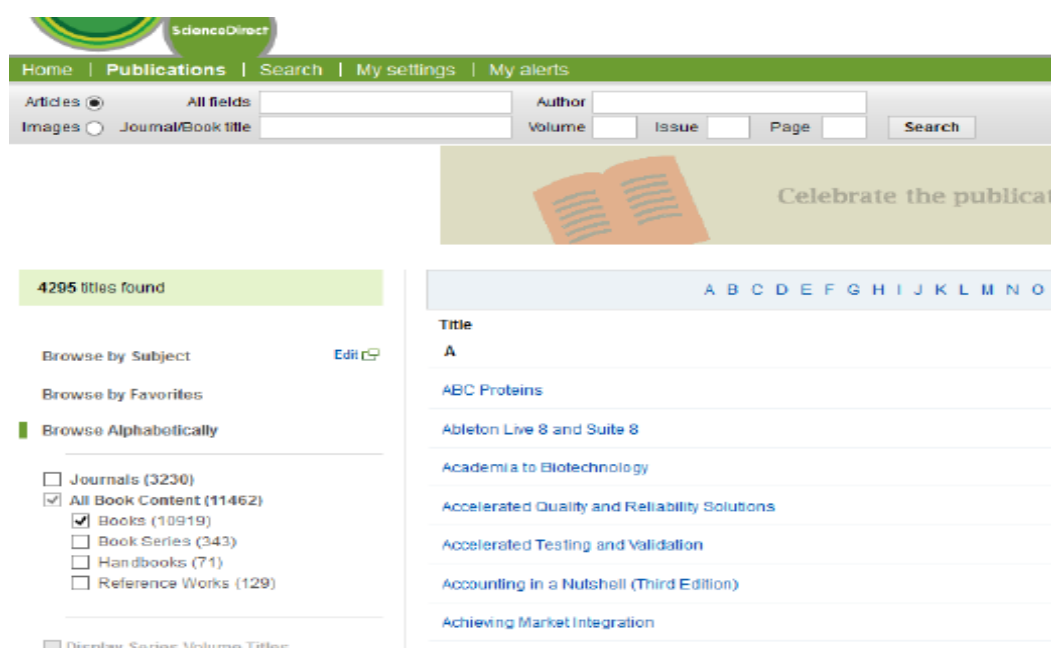 ScienceDirect
Home | Publications | Search | My settings | My alerts
Articles All fields Author
Images Journal/Book title Volume Issue Page Search
Celebrate the publicat
4295 titles found
A B C D E F G H I J K L M N O
Title
A
Browse by Subject Edit
ABC Proteins
Browse by Favorites
Ableton Live 8 and Suite 8
Browse Alphabetically
Academia to Biotechnology
Journals (3230)
All Book Content (11462)
Accelerated Quality and Reliability Solutions
Books (10919)
Book Series (343)
Accelerated Testing and Validation
Handbooks (71)
Reference Works (129)
Accounting in a Nutshell (Third Edition)
Achieving Market Integration
Display Series Volume Titles